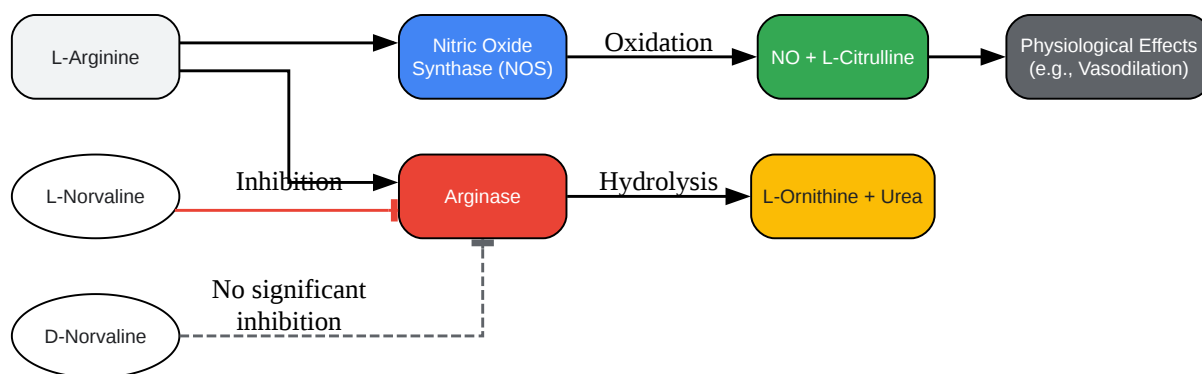 L-Arginine
Nitric Oxide
Synthase (NOS)
Oxidation
NO + L-Citrulline
Physiological Effects
(e.g., Vasodilation)
L-Norvaline
Inhibition
Arginase
Hydrolysis
L-Ornithine + Urea
No significant
inhibition
D-Norvaline